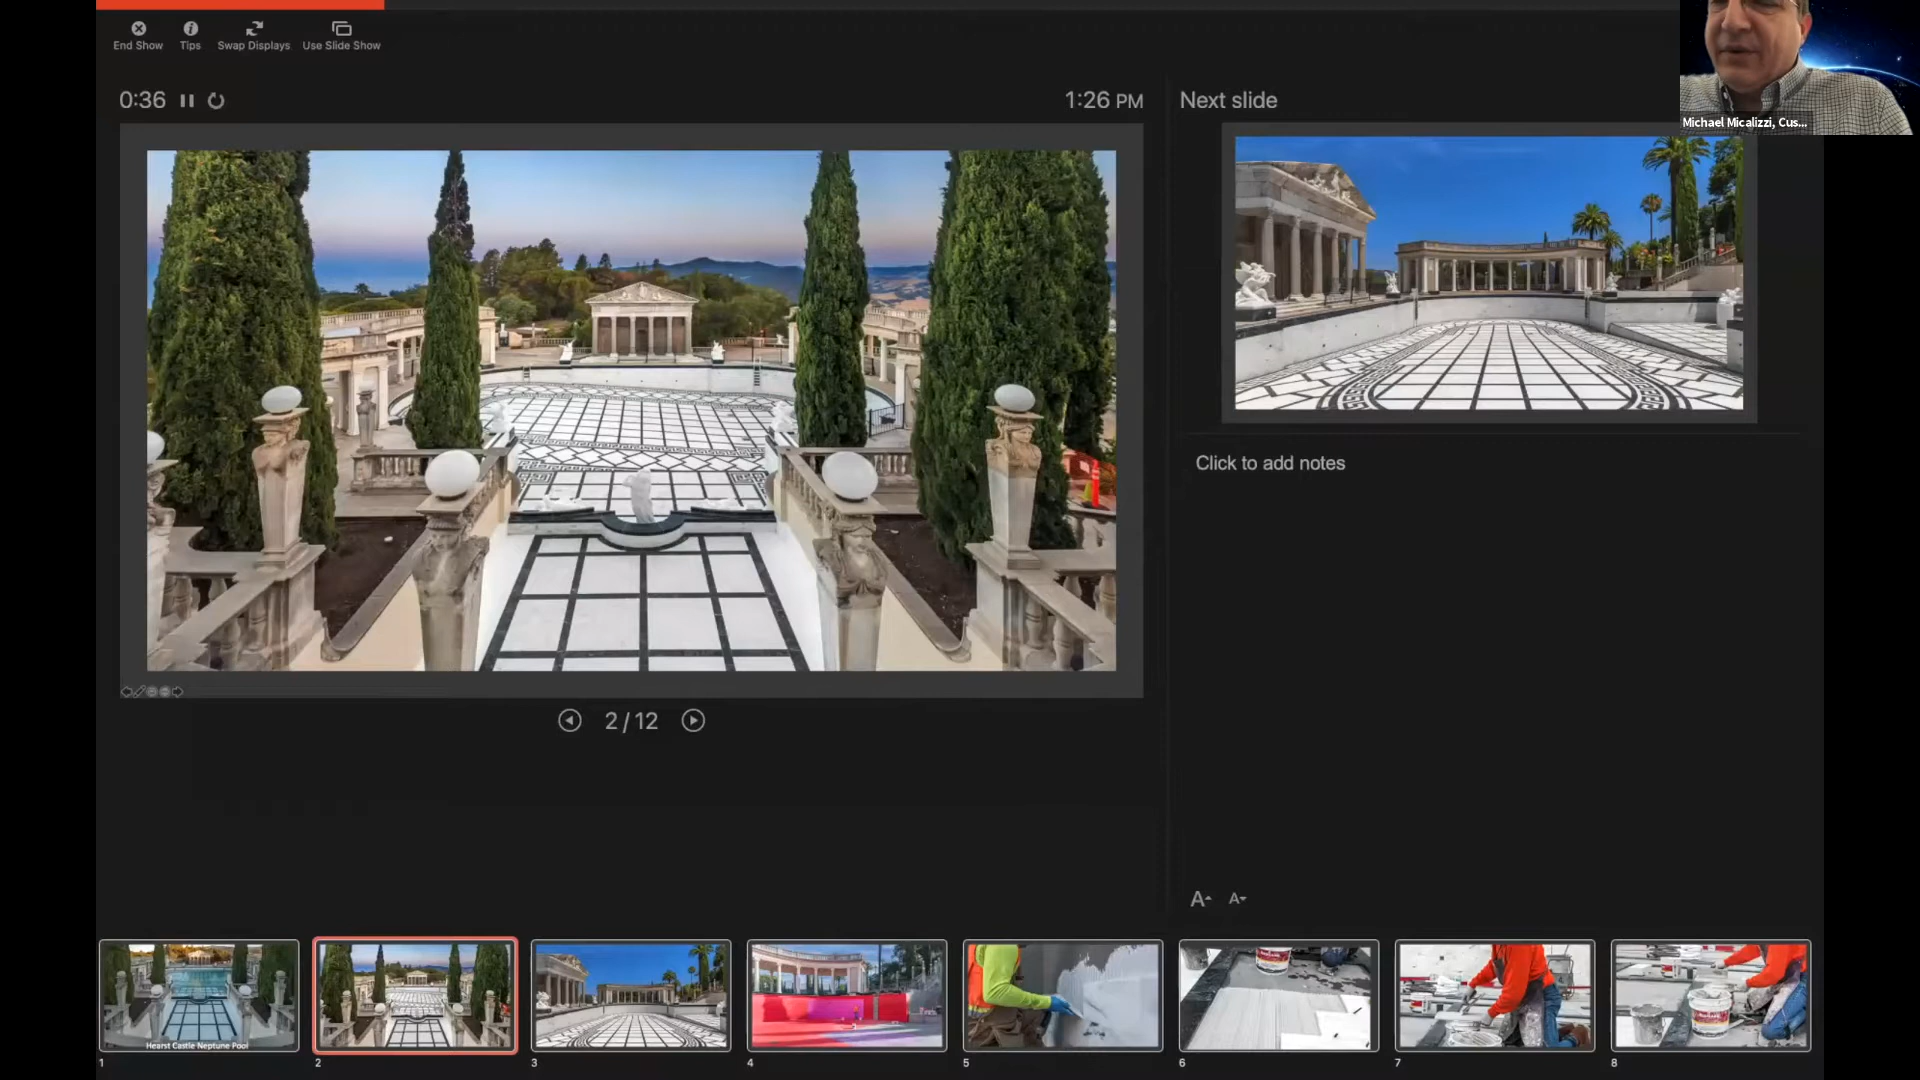 End Show
Tips
Swap Displays
Use Slide Show
0:36
1:26 PM
Next slide
Michael Micalizzi, Cus...
Click to add notes
2/12
A
A
Hearst Castle Neptune Pool
1
2
3
4
5
6
7
8